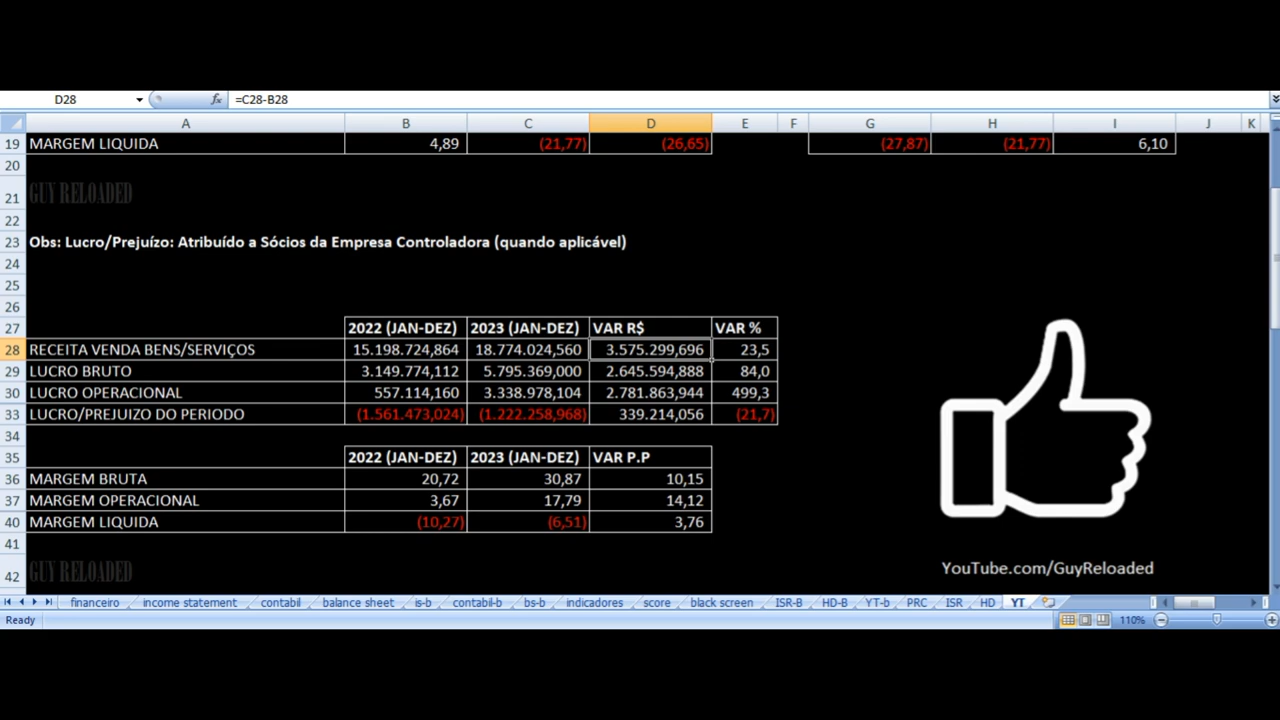 D28 fx =C28-B28
A B C D E F G H I J K
19 MARGEM LIQUIDA 4,89 (21,77) (26,65) (27,87) (21,77) 6,10
20
21 GUY RELOADED
22
23 Obs: Lucro/Prejuízo: Atribuído a Sócios da Empresa Controladora (quando aplicável)
24
25
26
27 2022 (JAN-DEZ) 2023 (JAN-DEZ) VAR R$ VAR %
28 RECEITA VENDA BENS/SERVIÇOS 15.198.724,864 18.774.024,560 3.575.299,696 23,5
29 LUCRO BRUTO 3.149.774,112 5.795.369,000 2.645.594,888 84,0
30 LUCRO OPERACIONAL 557.114,160 3.338.978,104 2.781.863,944 499,3
33 LUCRO/PREJUIZO DO PERIODO (1.561.473,024) (1.222.258,968) 339.214,056 (21,7)
34
35 2022 (JAN-DEZ) 2023 (JAN-DEZ) VAR P.P
36 MARGEM BRUTA 20,72 30,87 10,15
37 MARGEM OPERACIONAL 3,67 17,79 14,12
40 MARGEM LIQUIDA (10,27) (6,51) 3,76
41
42 GUY RELOADED
YouTube.com/GuyReloaded
financeiro income statement contabil balance sheet is-b contabil-b bs-b indicadores score black screen ISR-B HD-B YT-b PRC ISR HD YT
Ready 110%